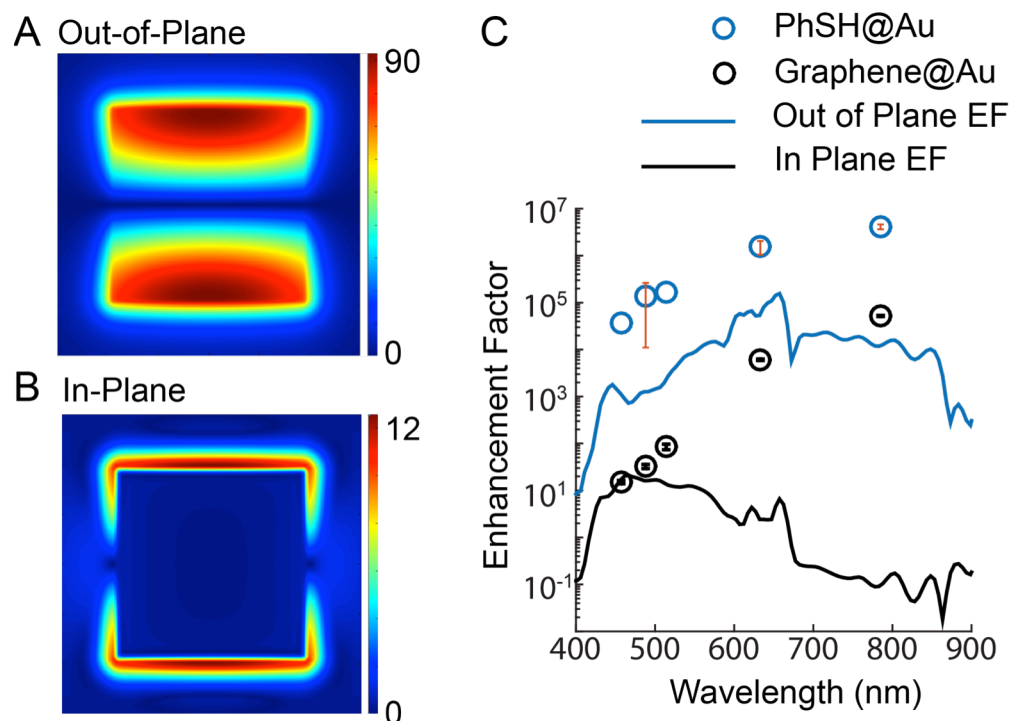 A Out-of-Plane
90
0
B In-Plane
12
0
C
PhSH@Au
Graphene@Au
Out of Plane EF
In Plane EF
Enhancement Factor
10^7
10^5
10^3
10^1
10^-1
400 500 600 700 800 900
Wavelength (nm)